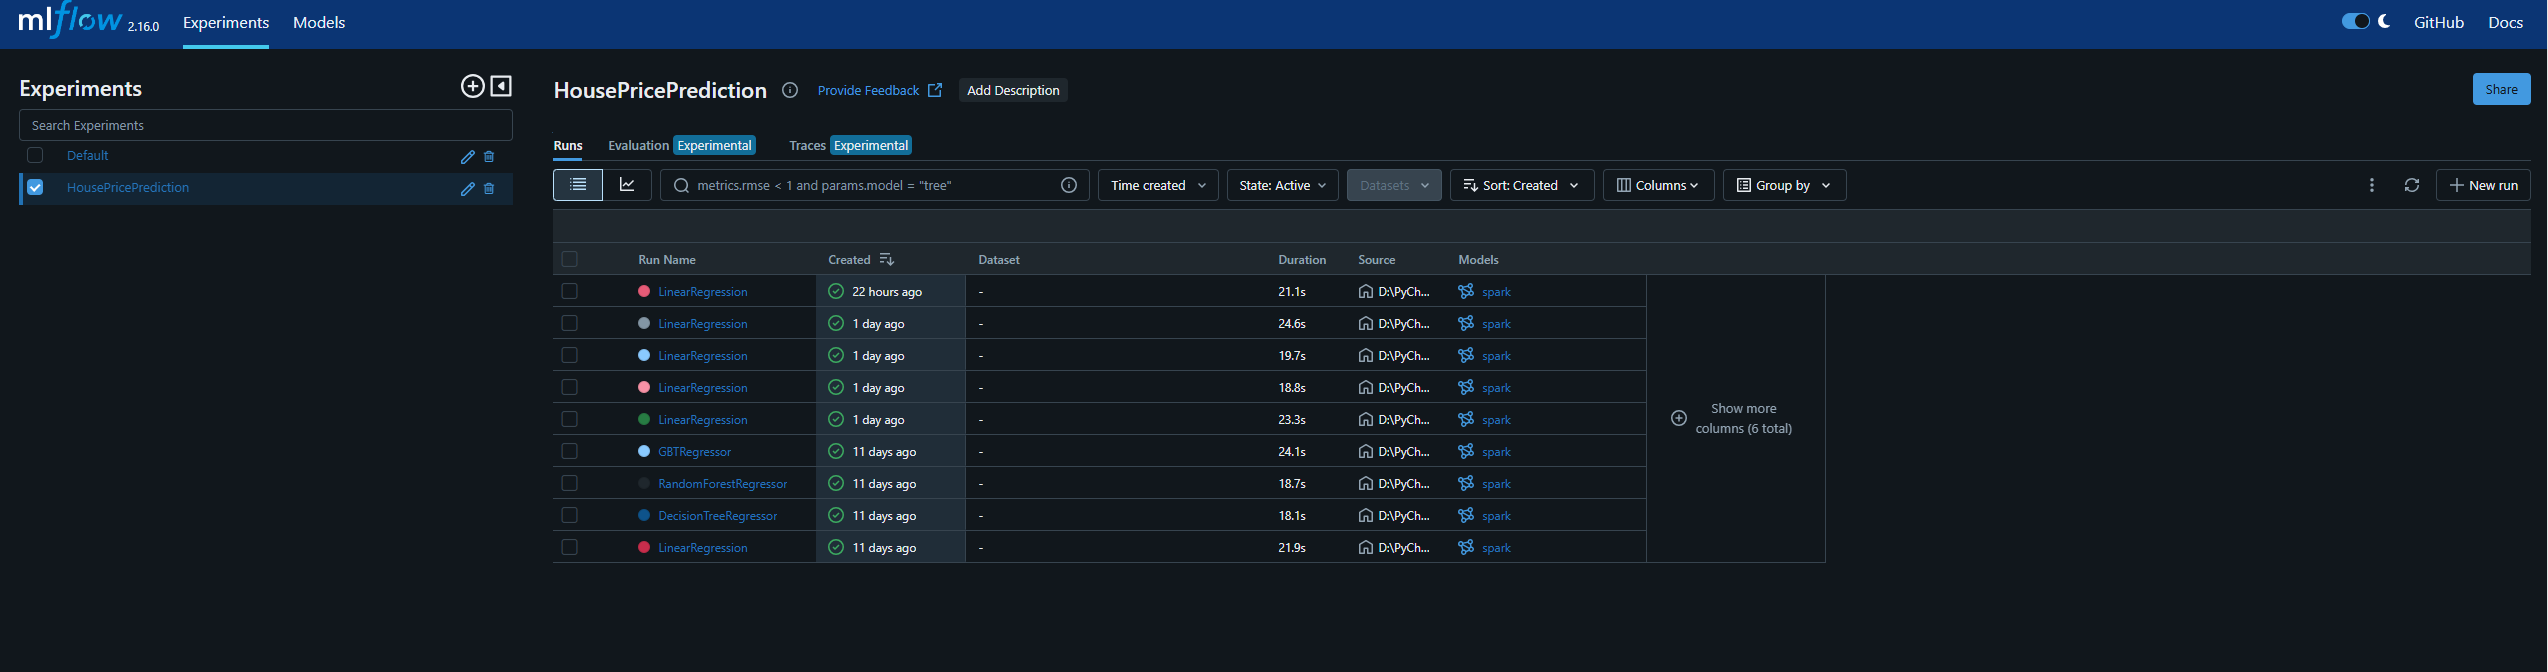 mlflow 2.16.0 Experiments Models GitHub Docs
Experiments
Search Experiments
Default
HousePricePrediction
HousePricePrediction Provide Feedback Add Description Share
Runs Evaluation Experimental Traces Experimental
metrics.rmse < 1 and params.model = "tree" Time created State: Active Datasets Sort: Created Columns Group by New run
Run Name Created Dataset Duration Source Models
LinearRegression 22 hours ago - 21.1s D:\PyCh... spark
LinearRegression 1 day ago - 24.6s D:\PyCh... spark
LinearRegression 1 day ago - 19.7s D:\PyCh... spark
LinearRegression 1 day ago - 18.8s D:\PyCh... spark
LinearRegression 1 day ago - 23.3s D:\PyCh... spark
GBTRegressor 11 days ago - 24.1s D:\PyCh... spark
RandomForestRegressor 11 days ago - 18.7s D:\PyCh... spark
DecisionTreeRegressor 11 days ago - 18.1s D:\PyCh... spark
LinearRegression 11 days ago - 21.9s D:\PyCh... spark
Show more
columns (6 total)